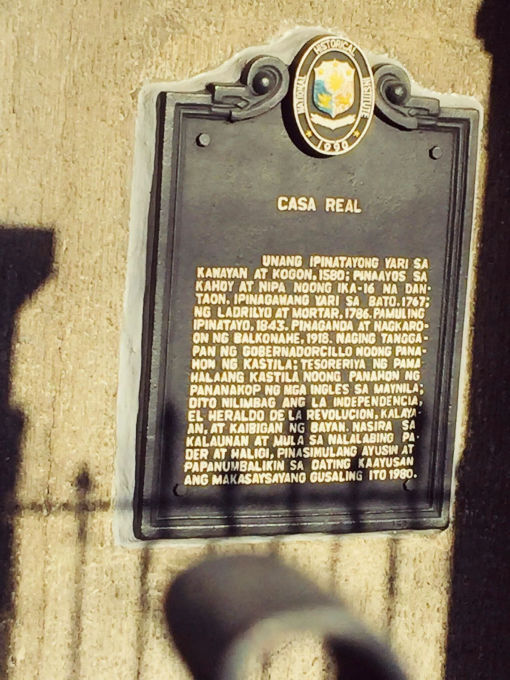 NATIONAL HISTORICAL INSTITUTE
1990
CASA REAL
UNANG IPINATAYONG YARI SA
KAWAYAN AT KOGON, 1580; PINAAYOS SA
KAHOY AT NIPA NOONG IKA-16 NA DAN-
TAON. IPINAGAWANG YARI SA BATO, 1767;
NG LADRILYO AT MORTAR, 1786. PAMULING
IPINATAYO, 1843. PINAGANDA AT NAGKARO-
ON NG BALKONAHE, 1918. NAGING TANGGA-
PAN NG GOBERNADORCILLO NOONG PANA-
HON NG KASTILA; TESORERIYA NG PAMA
HALAANG KASTILA NOONG PANAHON NG
PANANAKOP NG MGA INGLES SA MAYNILA;
DITO NILIMBAG ANG LA INDEPENDENCIA,
EL HERALDO DE LA REVOLUCION, KALAYA-
AN, AT KAIBIGAN NG BAYAN. NASIRA SA
KALAUNAN AT MULA SA NALALABING PA-
DER AT HALIGI, PINASIMULANG AYUSIN AT
PAPANUMBALIKIN SA DATING KAAYUSAN
ANG MAKASAYSAYANG GUSALING ITO 1980.